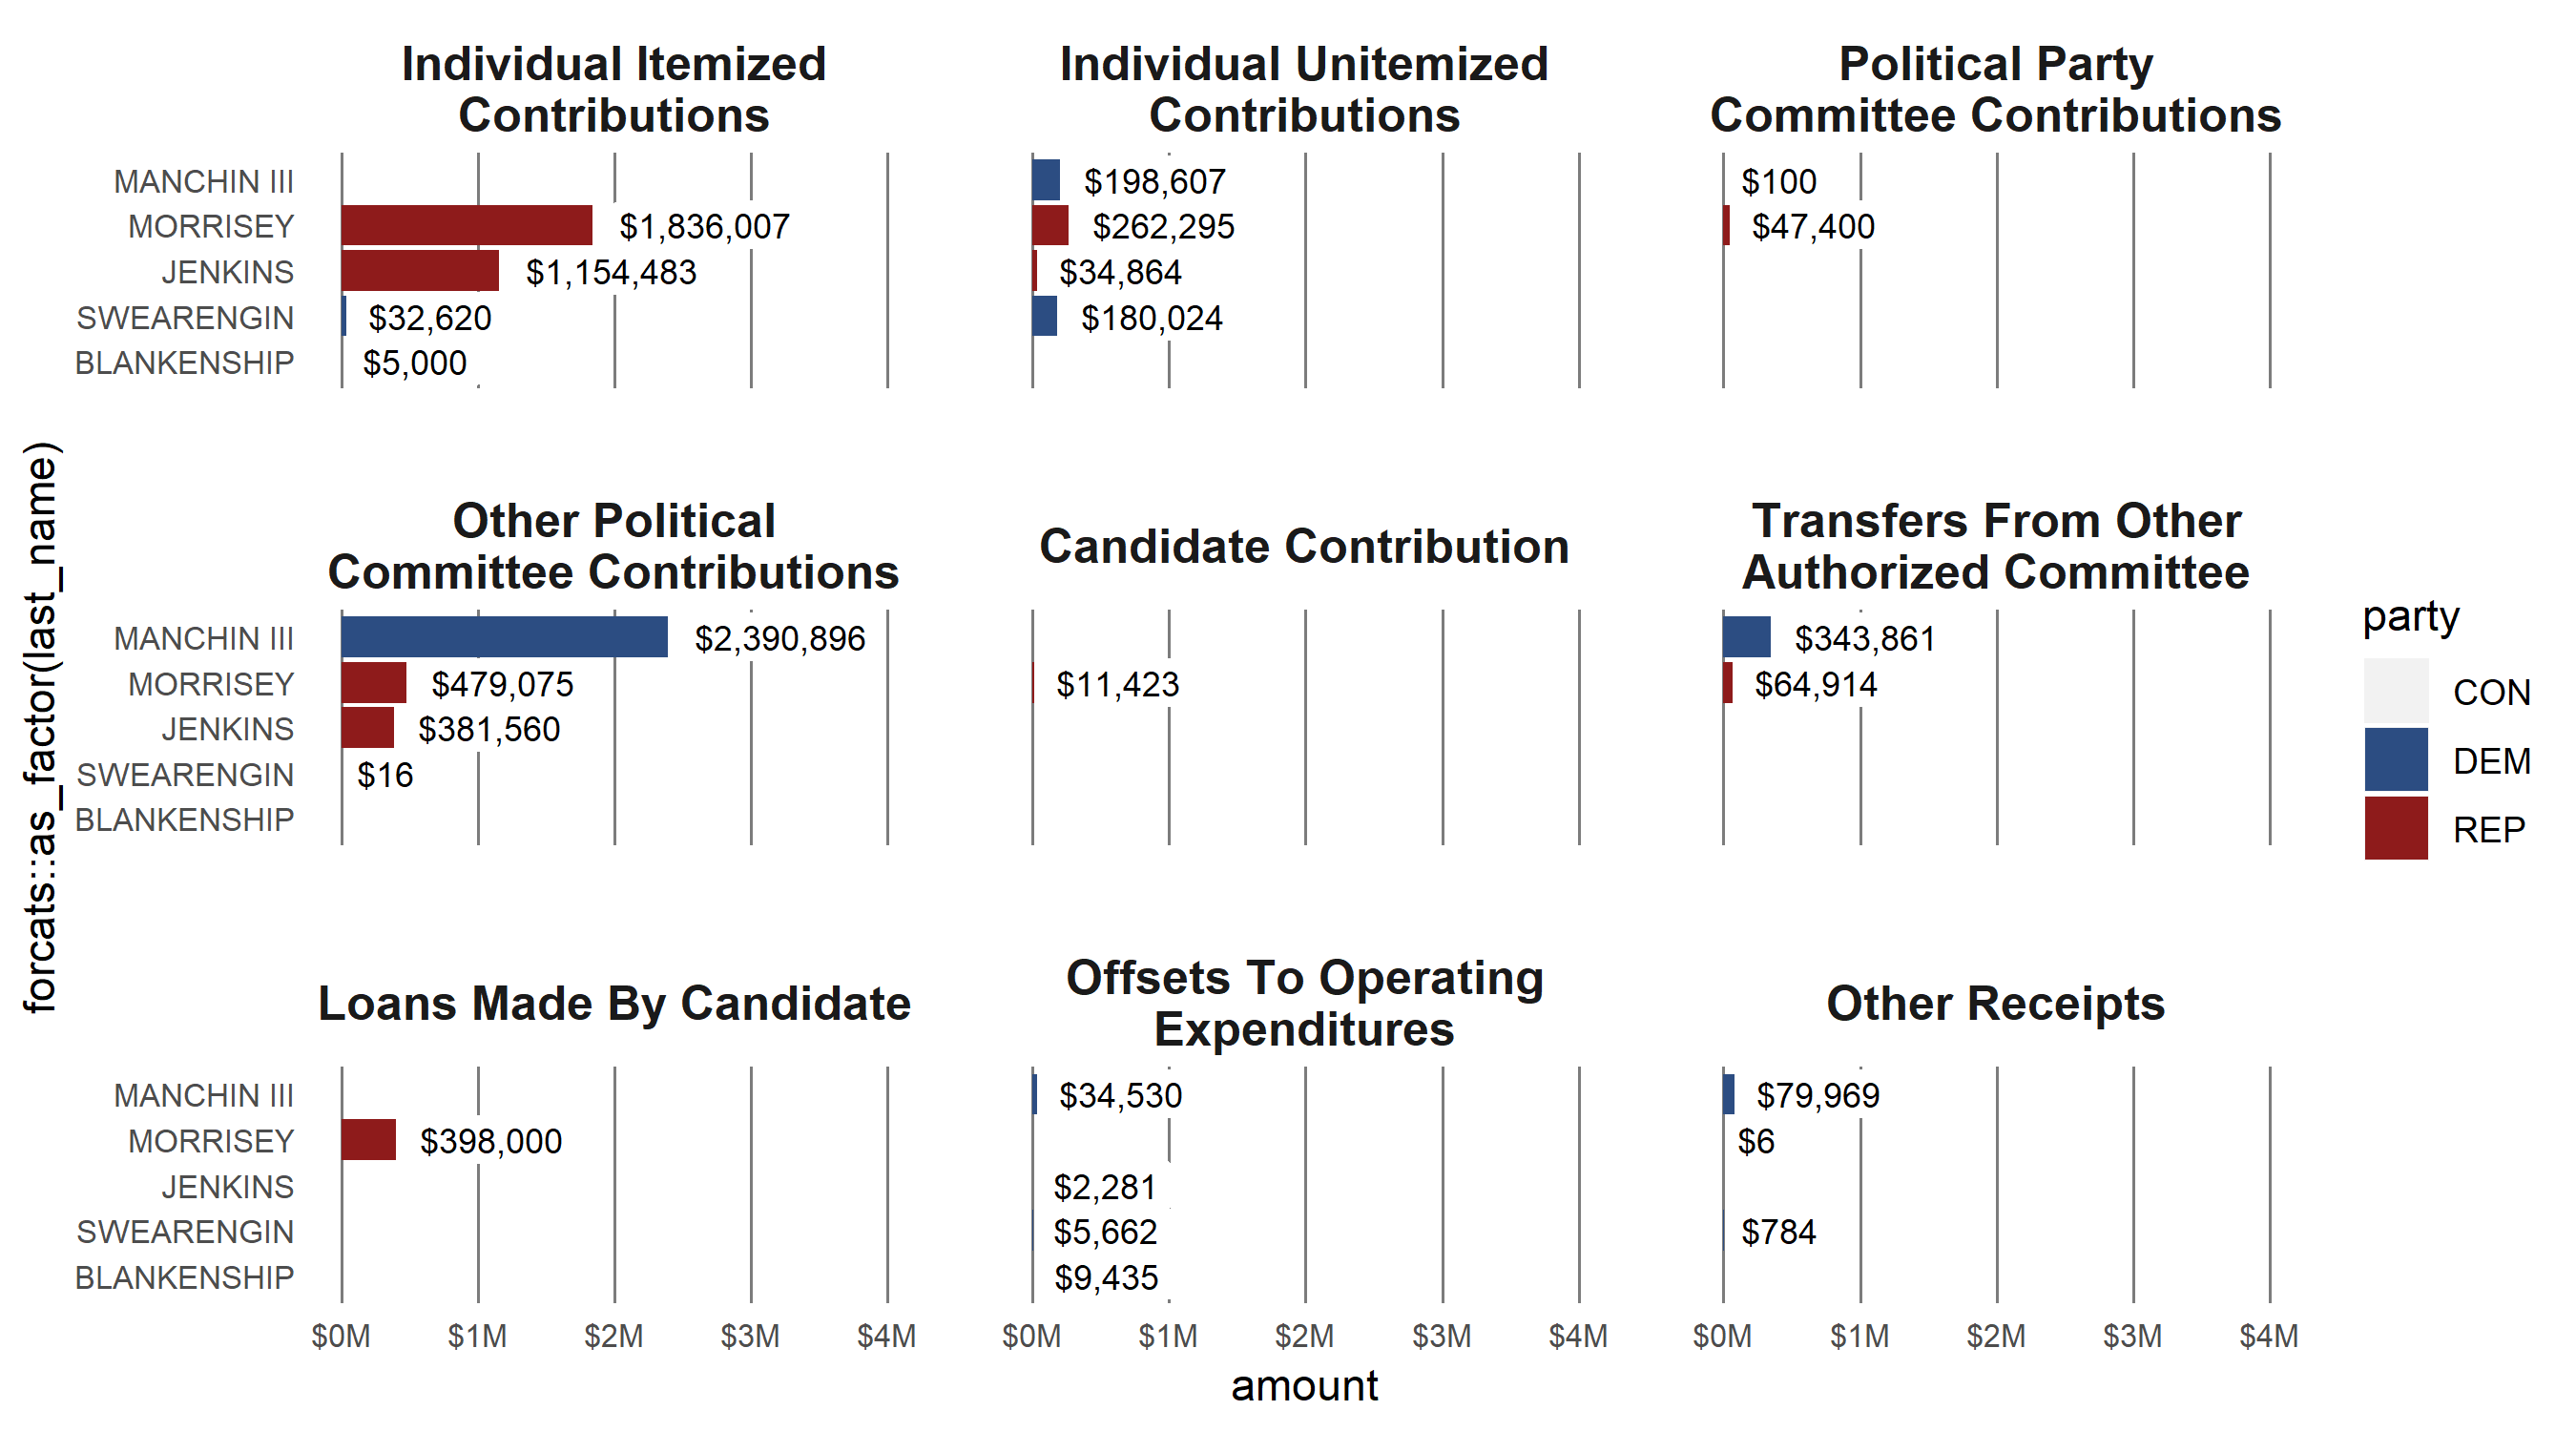 Individual Itemized
Contributions
Individual Unitemized
Contributions
Political Party
Committee Contributions
MANCHIN III
$198,607
$100
MORRISEY
$1,836,007
$262,295
$47,400
JENKINS
$1,154,483
$34,864
SWEARENGIN
$32,620
$180,024
BLANKENSHIP
$5,000
forcats::as_factor(last_name)
Other Political
Committee Contributions
Candidate Contribution
Transfers From Other
Authorized Committee
MANCHIN III
$2,390,896
$343,861
MORRISEY
$479,075
$11,423
$64,914
JENKINS
$381,560
SWEARENGIN
$16
BLANKENSHIP
party
CON
DEM
REP
Loans Made By Candidate
Offsets To Operating
Expenditures
Other Receipts
MANCHIN III
$34,530
$79,969
MORRISEY
$398,000
$6
JENKINS
$2,281
SWEARENGIN
$5,662
$784
BLANKENSHIP
$9,435
$0M $1M $2M $3M $4M
$0M $1M $2M $3M $4M
$0M $1M $2M $3M $4M
amount